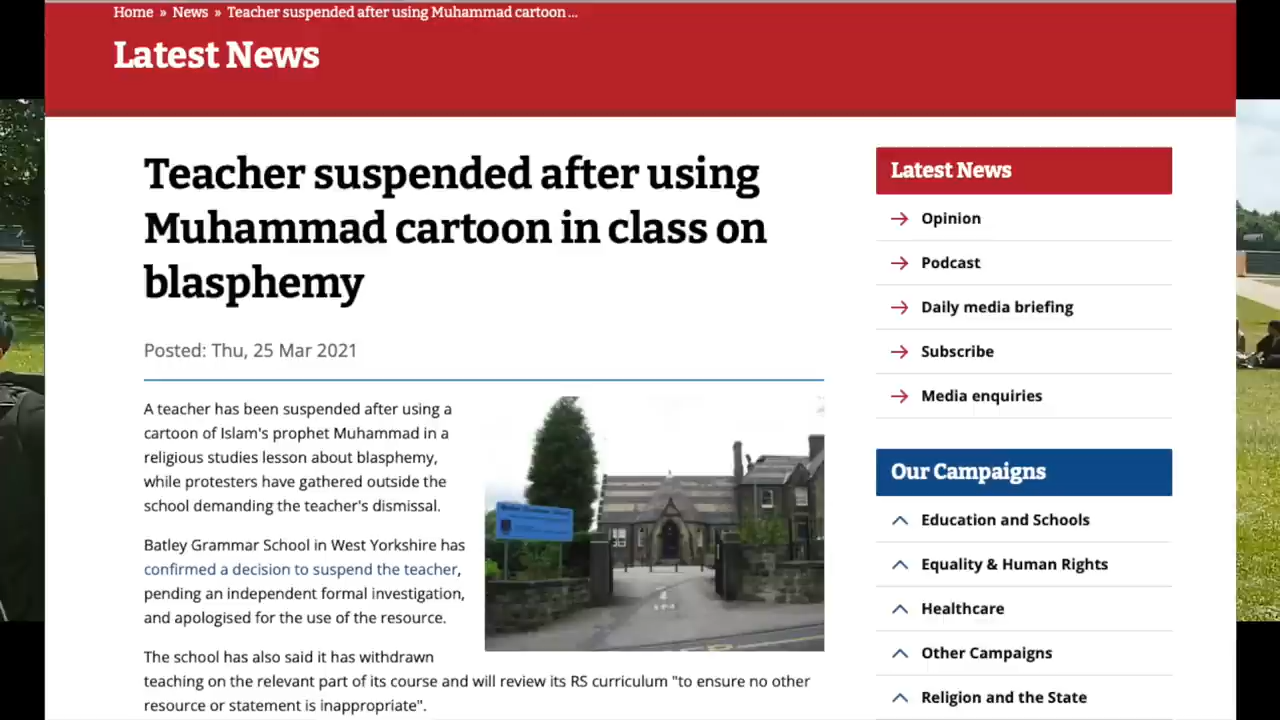 Home » News » Teacher suspended after using Muhammad cartoon ...
Latest News
Teacher suspended after using
Muhammad cartoon in class on
blasphemy
Posted: Thu, 25 Mar 2021
A teacher has been suspended after using a
cartoon of Islam's prophet Muhammad in a
religious studies lesson about blasphemy,
while protesters have gathered outside the
school demanding the teacher's dismissal.
Batley Grammar School in West Yorkshire has
confirmed a decision to suspend the teacher,
pending an independent formal investigation,
and apologised for the use of the resource.
The school has also said it has withdrawn
teaching on the relevant part of its course and will review its RS curriculum "to ensure no other
resource or statement is inappropriate".
Latest News
Opinion
Podcast
Daily media briefing
Subscribe
Media enquiries
Our Campaigns
Education and Schools
Equality & Human Rights
Healthcare
Other Campaigns
Religion and the State